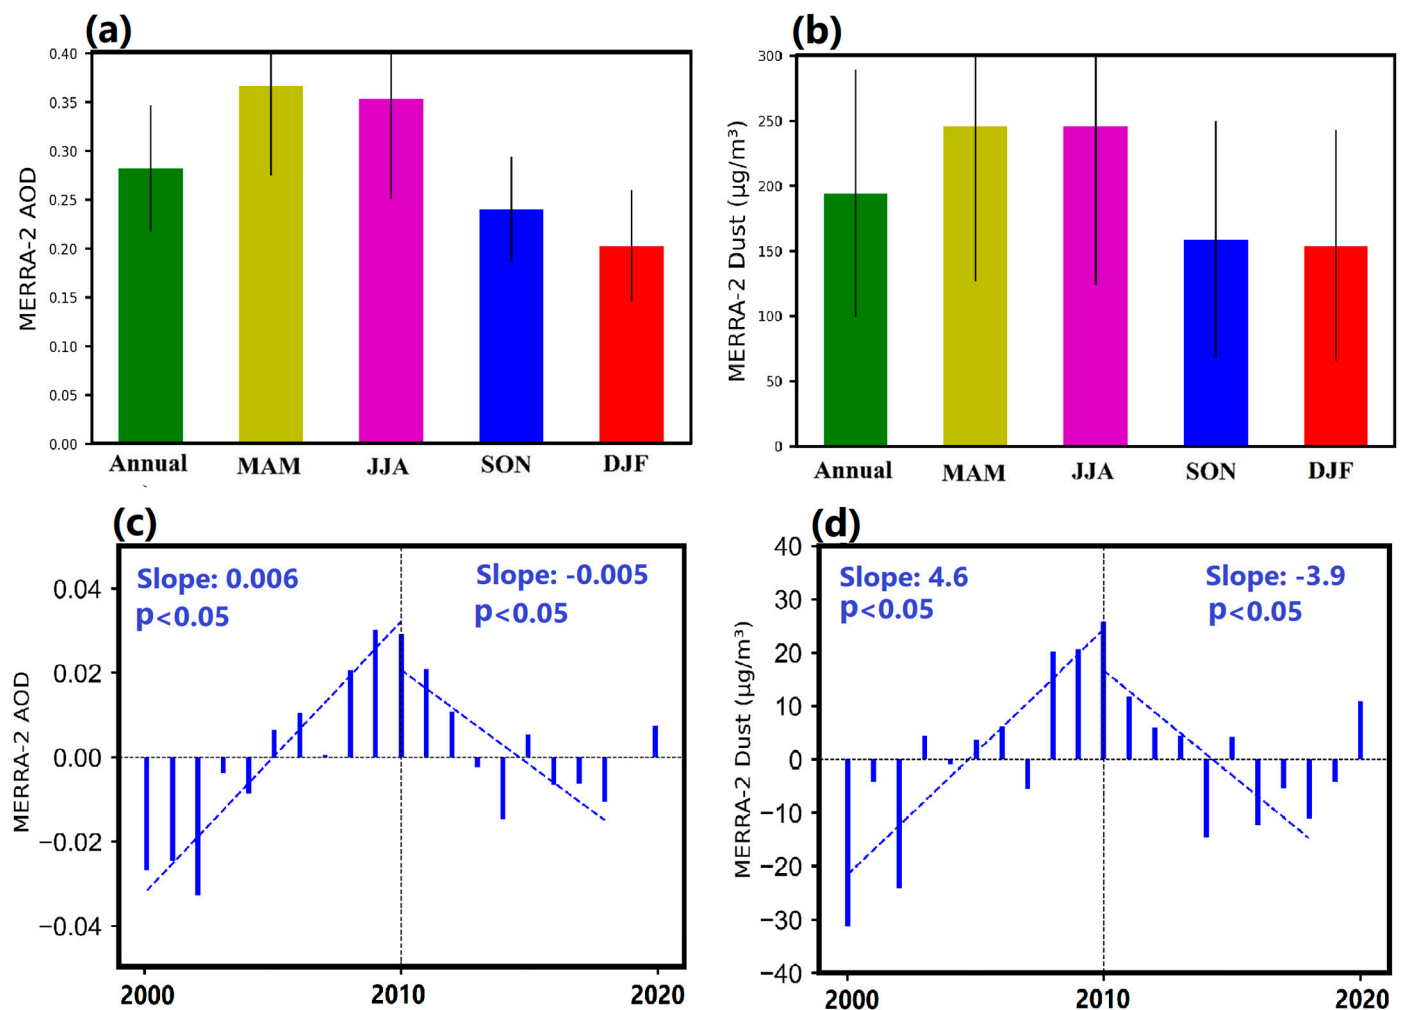 (a)
MERRA-2 AOD
0.40
0.35
0.30
0.25
0.20
0.15
0.10
0.05
0.00
Annual
MAM
JJA
SON
DJF
(b)
MERRA-2 Dust (μg/m³)
300
250
200
150
100
50
0
Annual
MAM
JJA
SON
DJF
(c)
MERRA-2 AOD
0.04
0.02
0.00
−0.02
−0.04
Slope: 0.006
p<0.05
Slope: -0.005
p<0.05
2000
2010
2020
(d)
MERRA-2 Dust (μg/m³)
40
30
20
10
0
−10
−20
−30
−40
Slope: 4.6
p<0.05
Slope: -3.9
p<0.05
2000
2010
2020